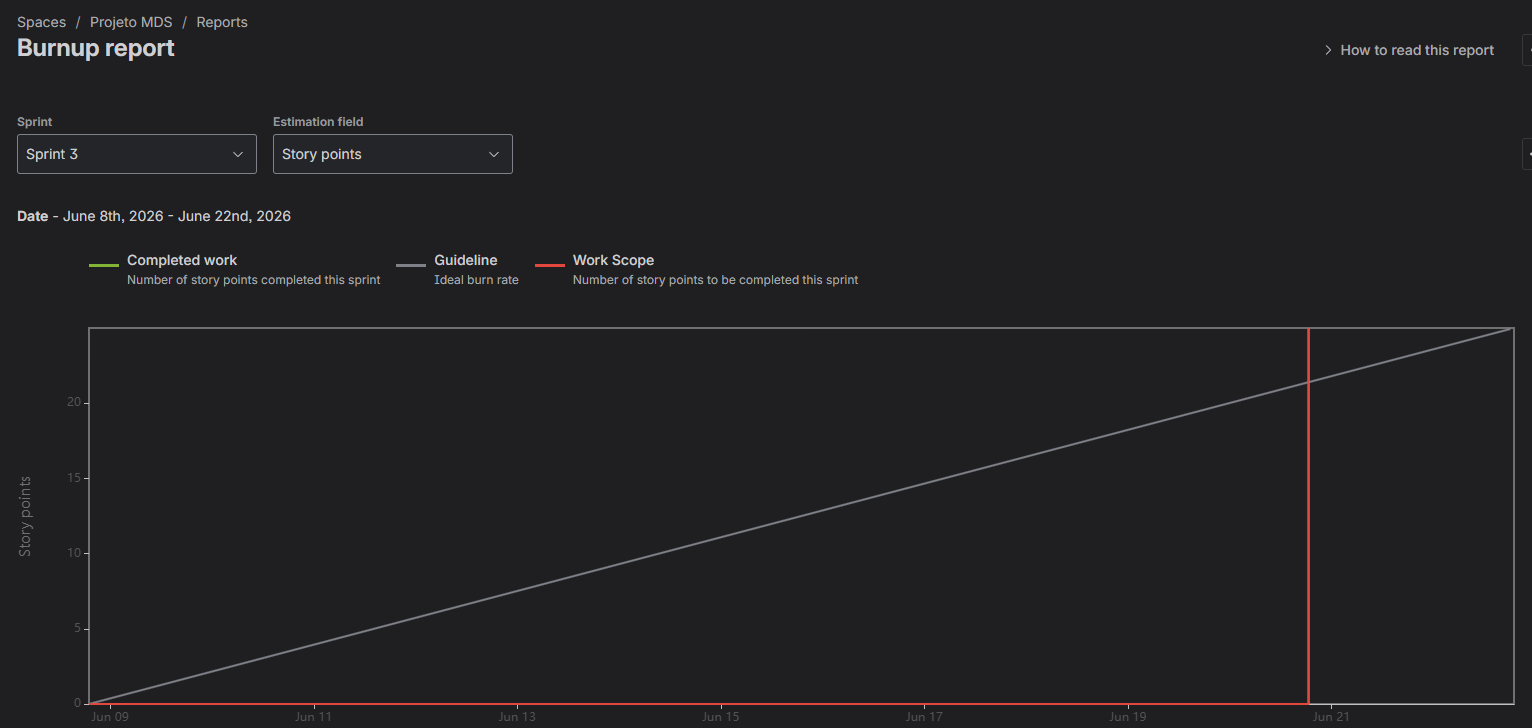 Spaces / Projeto MDS / Reports
Burnup report
How to read this report
Sprint
Estimation field
Sprint 3
Story points
Date - June 8th, 2026 - June 22nd, 2026
Completed work
Number of story points completed this sprint
Guideline
Ideal burn rate
Work Scope
Number of story points to be completed this sprint
Story points
20
15
10
5
0
Jun 09
Jun 11
Jun 13
Jun 15
Jun 17
Jun 19
Jun 21